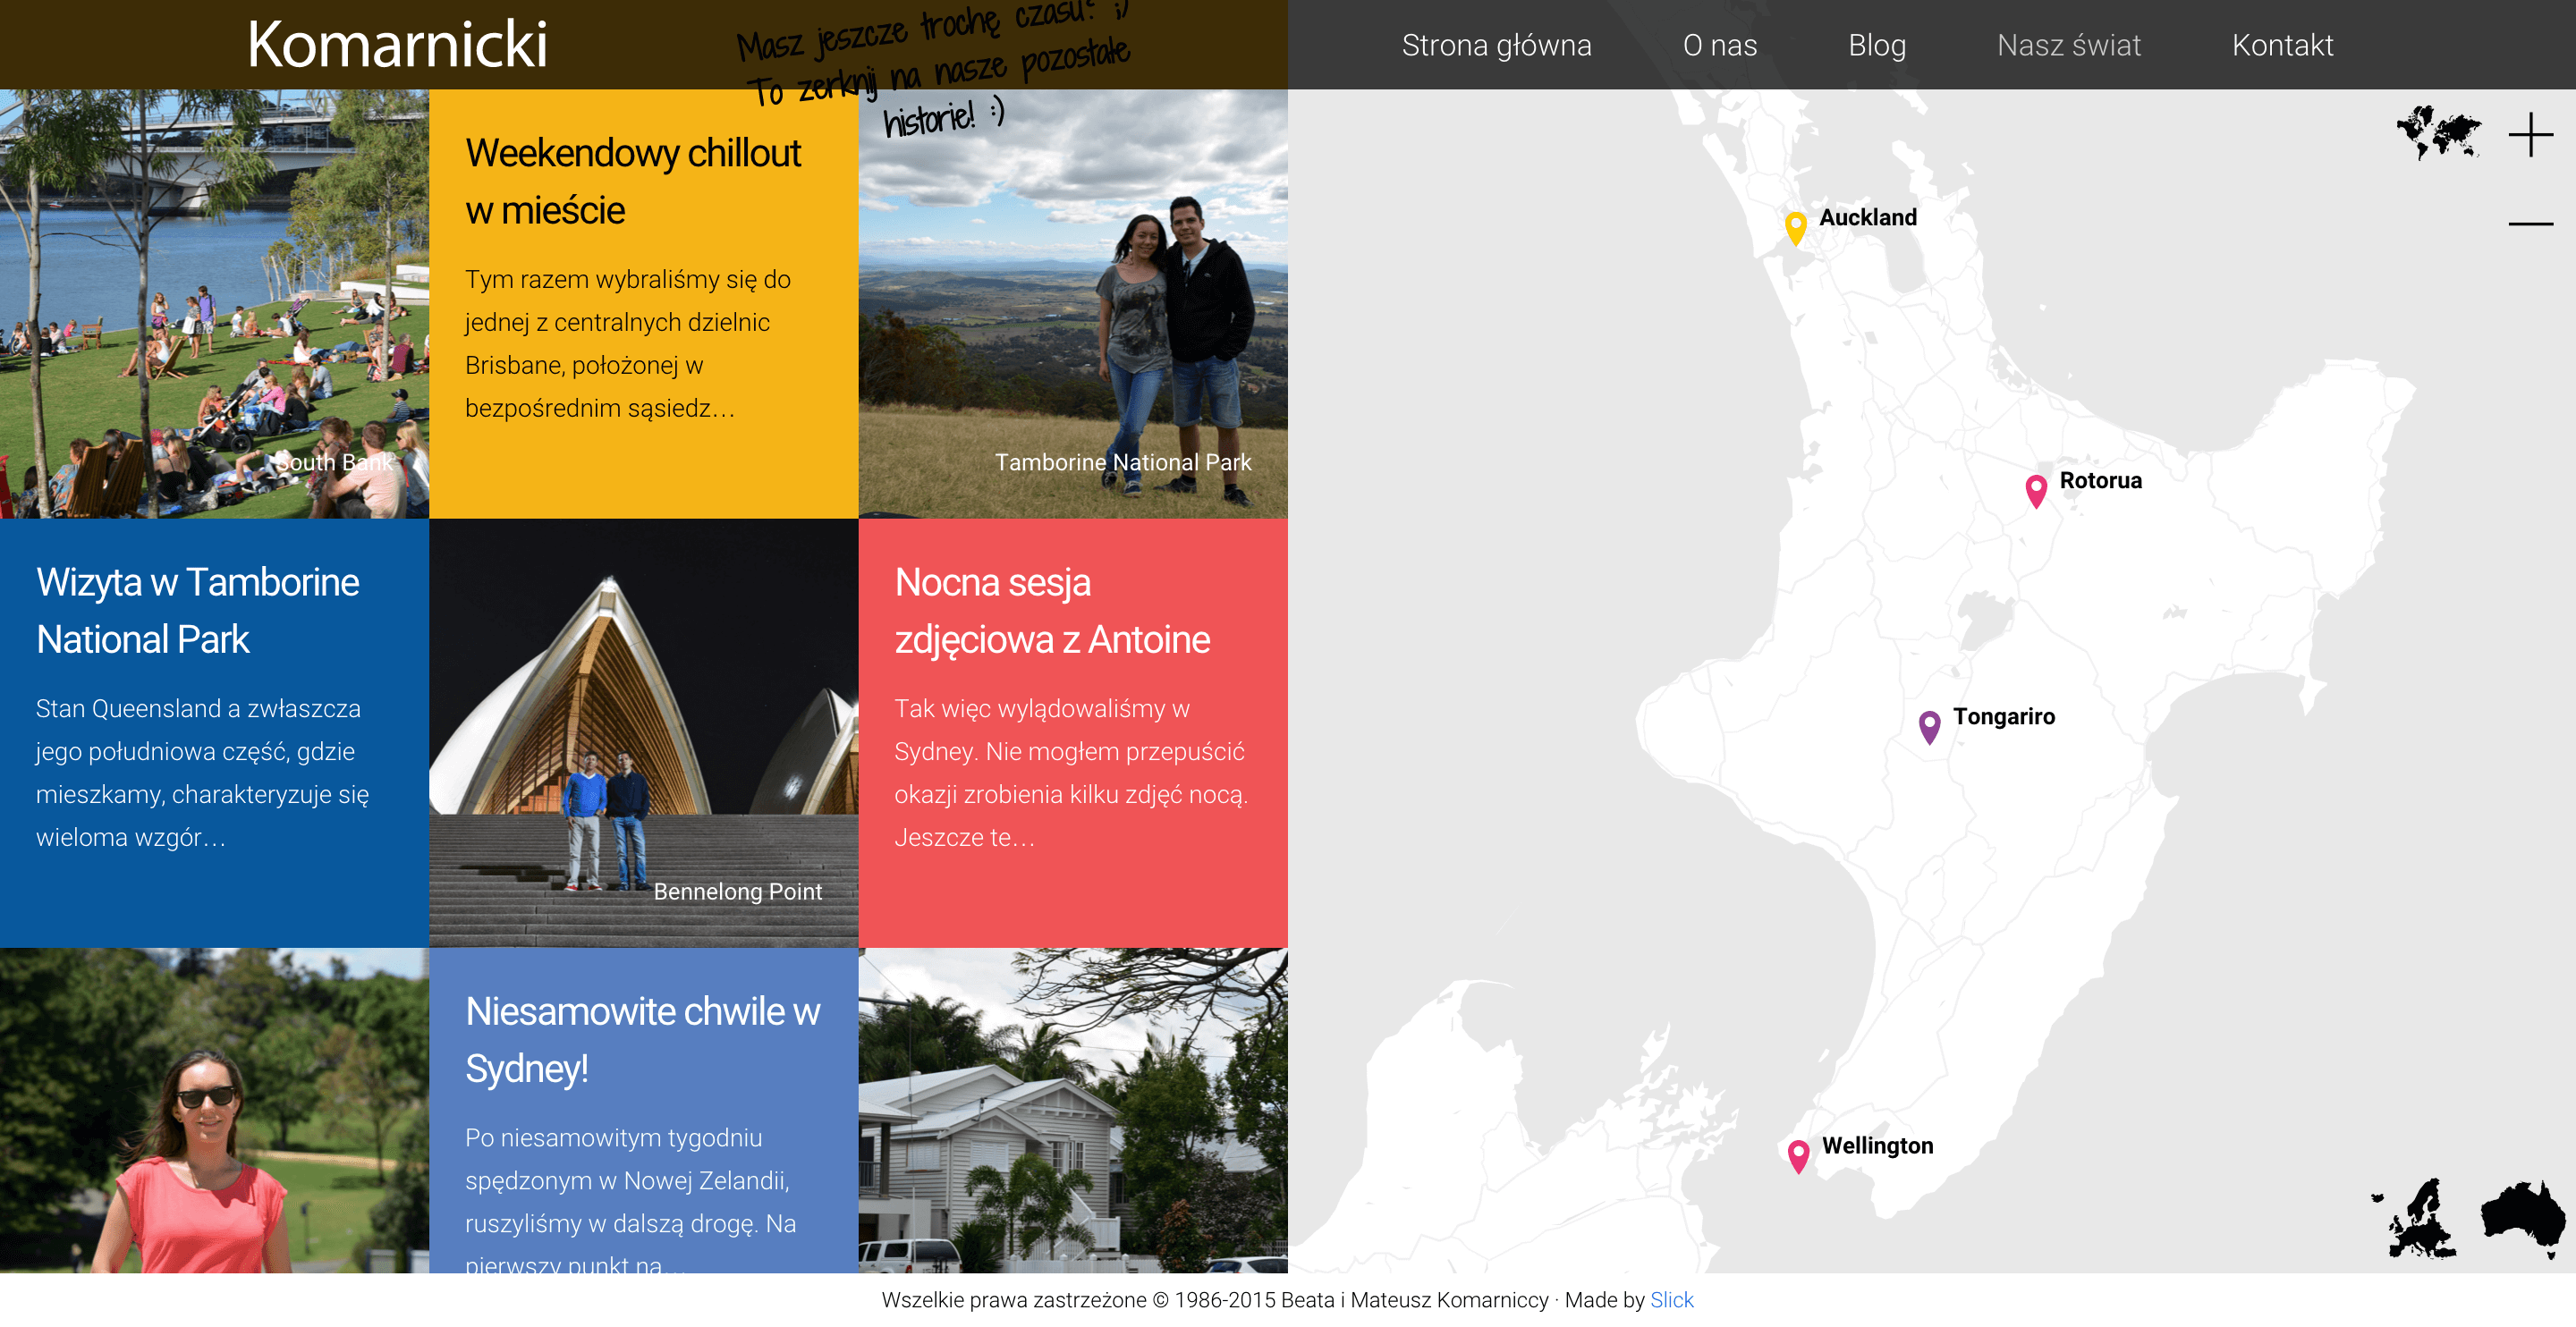 Komarnicki
Strona główna
O nas
Blog
Nasz świat
Kontakt
Masz jeszcze trochę czasu? ;)
To zerknij na nasze pozostałe
historie! :)
South Bank
Weekendowy chillout
w mieście
Tym razem wybraliśmy się do
jednej z centralnych dzielnic
Brisbane, położonej w
bezpośrednim sąsiedz…
Tamborine National Park
Wizyta w Tamborine
National Park
Stan Queensland a zwłaszcza
jego południowa część, gdzie
mieszkamy, charakteryzuje się
wieloma wzgór…
Bennelong Point
Nocna sesja
zdjęciowa z Antoine
Tak więc wylądowaliśmy w
Sydney. Nie mogłem przepuścić
okazji zrobienia kilku zdjęć nocą.
Jeszcze te…
Niesamowite chwile w
Sydney!
Po niesamowitym tygodniu
spędzonym w Nowej Zelandii,
ruszyliśmy w dalszą drogę. Na
pierwszy punkt na…
Auckland
Rotorua
Tongariro
Wellington
Wszelkie prawa zastrzeżone © 1986-2015 Beata i Mateusz Komarniccy · Made by Slick